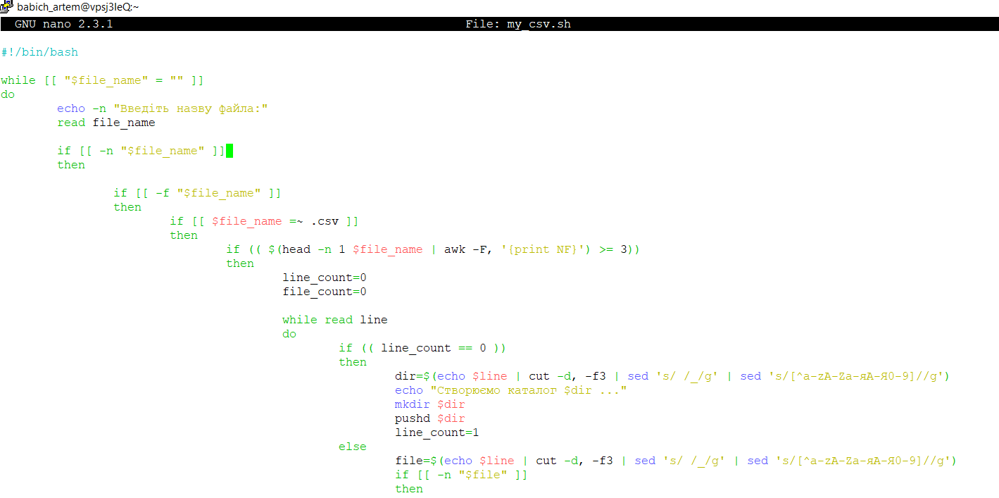 babich_artem@vpsj3IeQ:~
GNU nano 2.3.1 File: my_csv.sh
#!/bin/bash
while [[ "$file_name" = "" ]]
do
echo -n "Введіть назву файла:"
read file_name
if [[ -n "$file_name" ]]
then
if [[ -f "$file_name" ]]
then
if [[ $file_name =~ .csv ]]
then
if (( $(head -n 1 $file_name | awk -F, '{print NF}') >= 3))
then
line_count=0
file_count=0
while read line
do
if (( line_count == 0 ))
then
dir=$(echo $line | cut -d, -f3 | sed 's/ /_/g' | sed 's/[^a-zA-Zа-яА-Я0-9]//g')
echo "Створюємо каталог $dir ..."
mkdir $dir
pushd $dir
line_count=1
else
file=$(echo $line | cut -d, -f3 | sed 's/ /_/g' | sed 's/[^a-zA-Zа-яА-Я0-9]//g')
if [[ -n "$file" ]]
then